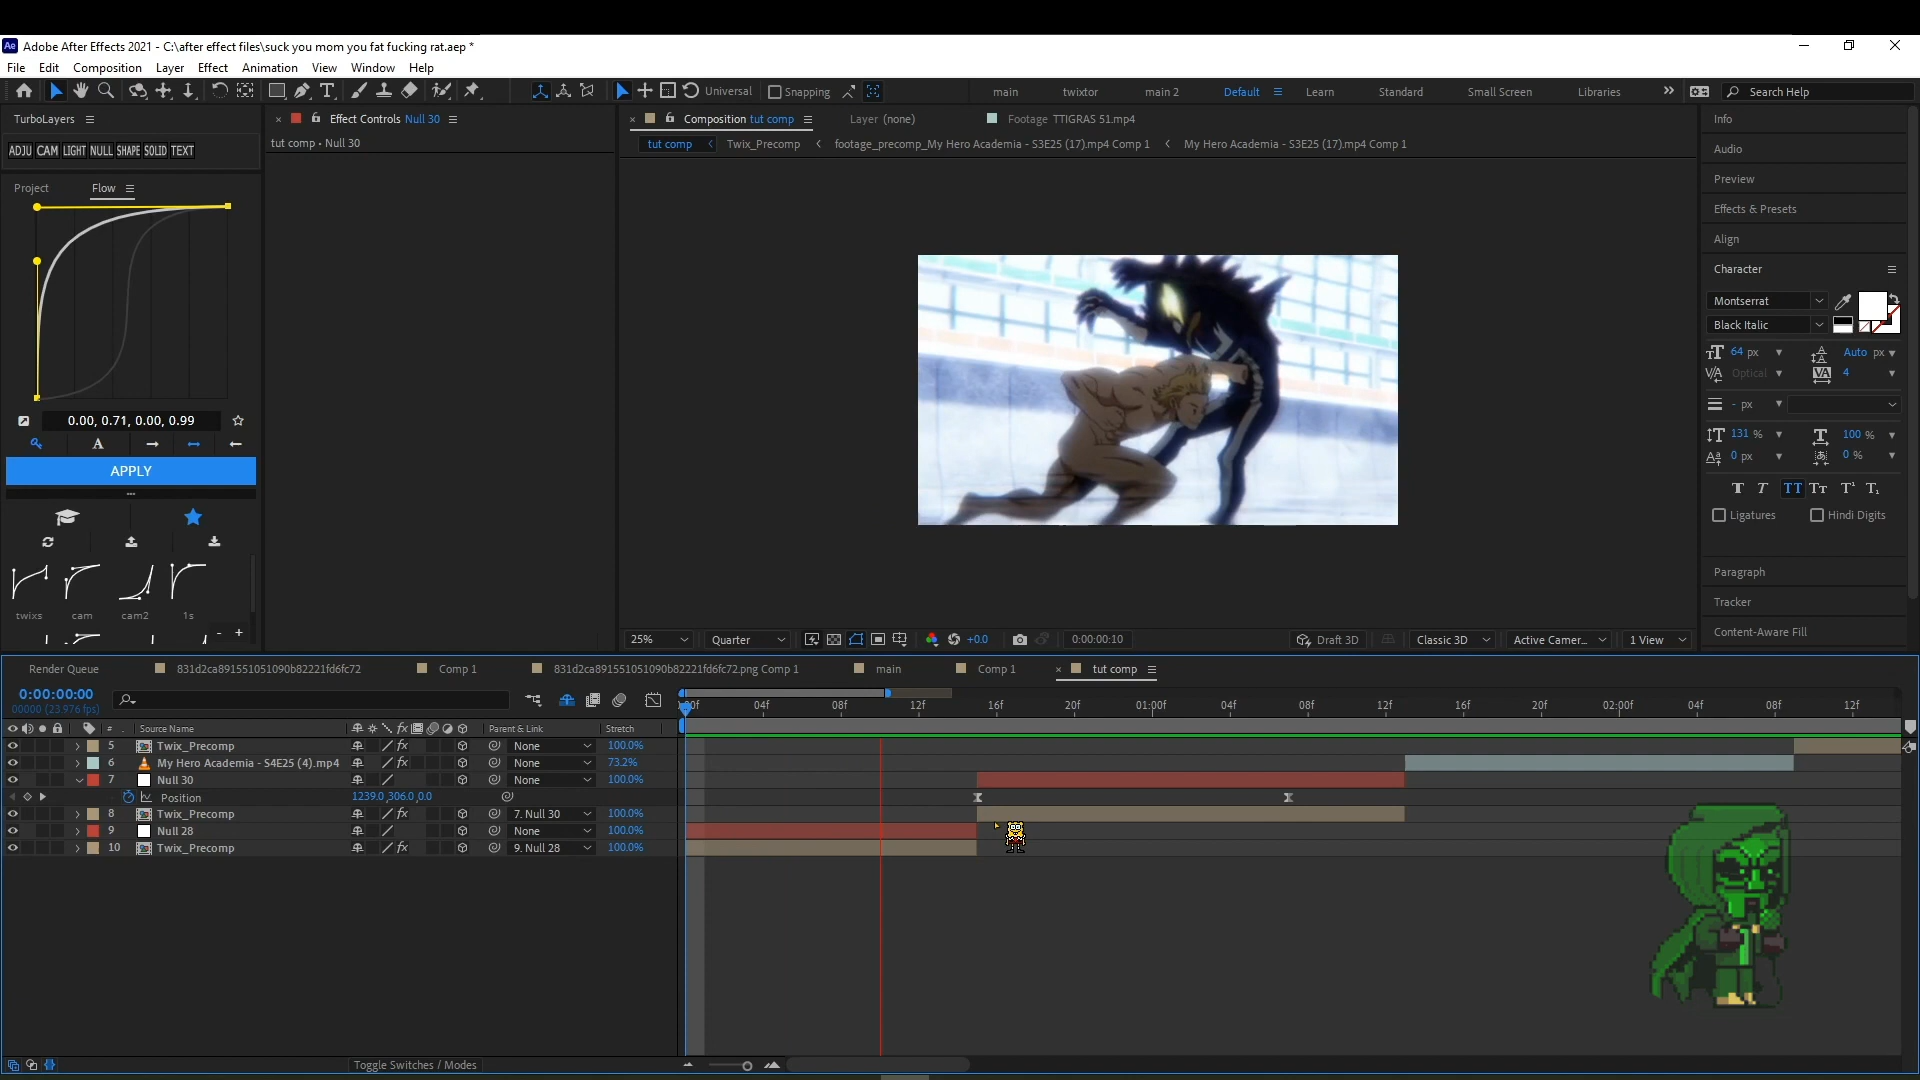 Ae Adobe After Effects 2021 - C:\after effect files\suck you mom you fat fucking rat.aep *
File Edit Composition Layer Effect Animation View Window Help
Universal Snapping main twixtor main 2 Default Learn Standard Small Screen Libraries Search Help
TurboLayers
ADJU CAM LIGHT NULL SHAPE SOLID TEXT
Project Flow
0.00, 0.71, 0.00, 0.99
A
APPLY
twixs cam cam2 1s
- +
Effect Controls Null 30
tut comp • Null 30
Composition tut comp Layer (none) Footage TTIGRAS 51.mp4
tut comp Twix_Precomp footage_precomp_My Hero Academia - S3E25 (17).mp4 Comp 1 My Hero Academia - S3E25 (17).mp4 Comp 1
25% Quarter +0.0 0:00:00:10 Draft 3D Classic 3D Active Camer... 1 View
Info
Audio
Preview
Effects & Presets
Align
Character
Montserrat
Black Italic
64 px Auto px
Optical 4
- px
131 % 100 %
0 px 0 %
T T TT Tт T¹ T₁
Ligatures Hindi Digits
Paragraph
Tracker
Content-Aware Fill
Render Queue 831d2ca891551051090b82221fd6fc72 Comp 1 831d2ca891551051090b82221fd6fc72.png Comp 1 main Comp 1 tut comp
0:00:00:00
00000 (23.976 fps)
04f 08f 12f 16f 20f 01:00f 04f 08f 12f 16f 20f 02:00f 04f 08f 12f
# Source Name fx Parent & Link Stretch
5 Twix_Precomp fx None 100.0%
6 My Hero Academia - S4E25 (4).mp4 fx None 73.2%
7 Null 30 None 100.0%
Position 1239.0,306.0,0.0
8 Twix_Precomp fx 7. Null 30 100.0%
9 Null 28 None 100.0%
10 Twix_Precomp fx 9. Null 28 100.0%
Toggle Switches / Modes